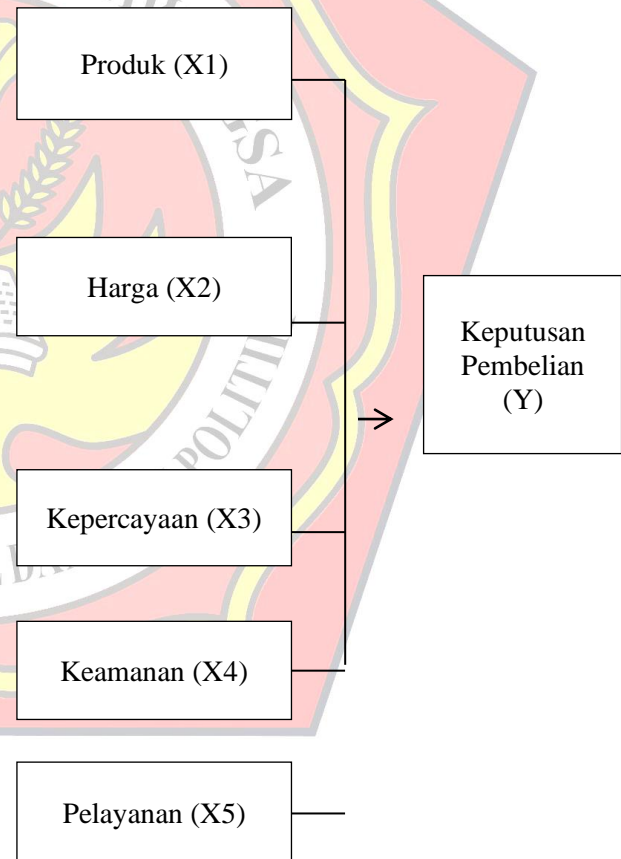 Produk (X1)
Harga (X2)
Keputusan
Pembelian
(Y)
Kepercayaan (X3)
Keamanan (X4)
Pelayanan (X5)